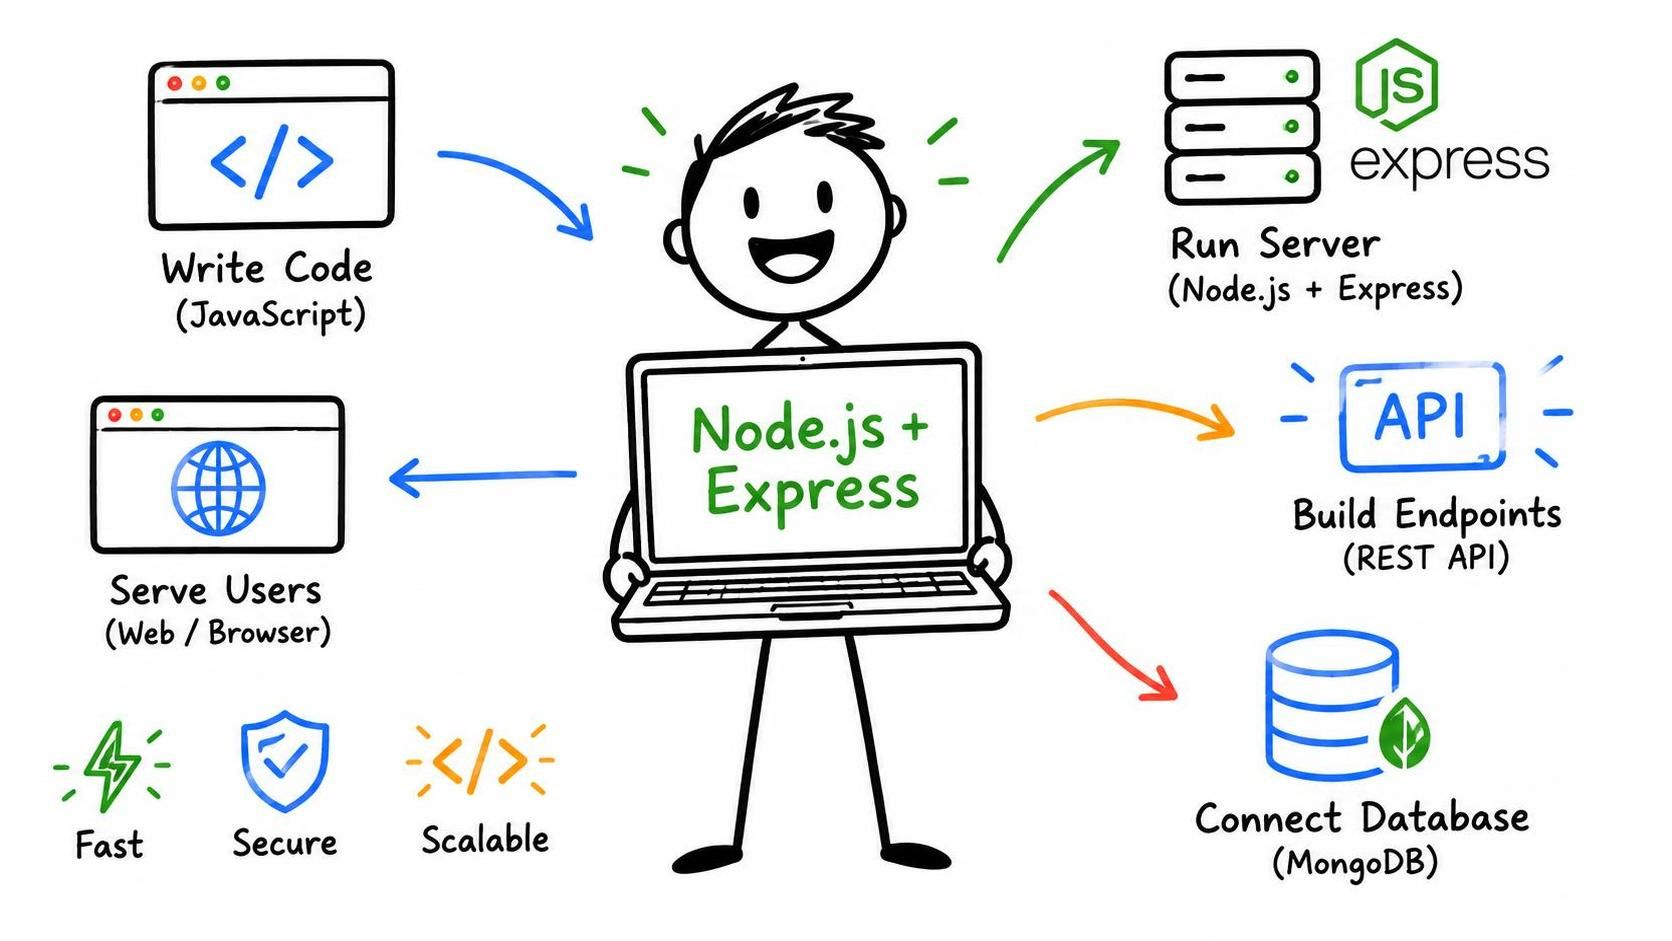 Write Code
(JavaScript)
Serve Users
(Web / Browser)
Fast
Secure
Scalable
Node.js +
Express
JS
express
Run Server
(Node.js + Express)
API
Build Endpoints
(REST API)
Connect Database
(MongoDB)